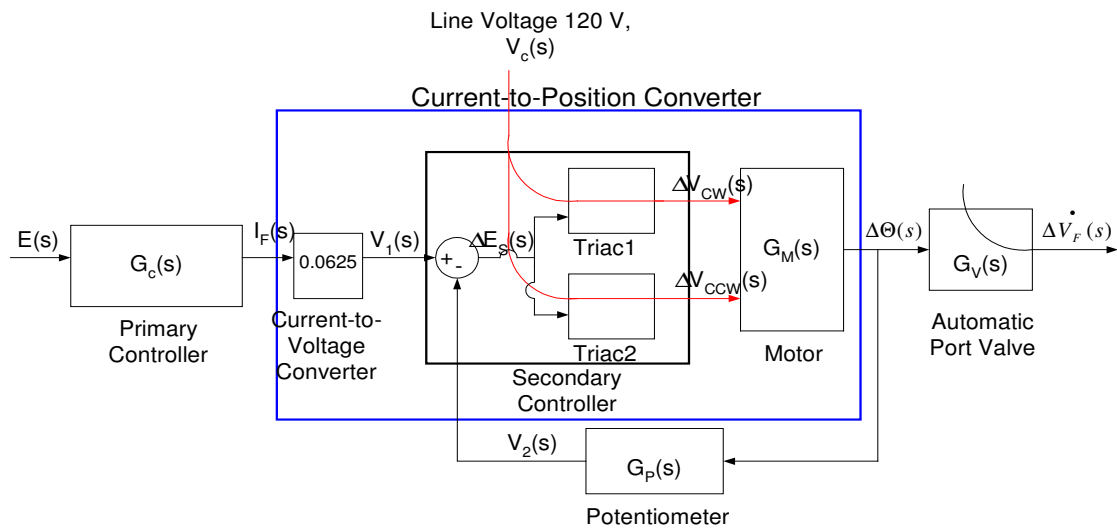 Line Voltage 120 V,
V_c(s)
Current-to-Position Converter
E(s)
G_c(s)
Primary
Controller
I_F(s)
0.0625
Current-to-
Voltage
Converter
V_1(s)
+
-
ΔE_S(s)
Triac1
Triac2
Secondary
Controller
ΔV_CW(s)
ΔV_CCW(s)
G_M(s)
Motor
ΔΘ(s)
G_V(s)
Automatic
Port Valve
ΔV̇_F(s)
V_2(s)
G_P(s)
Potentiometer